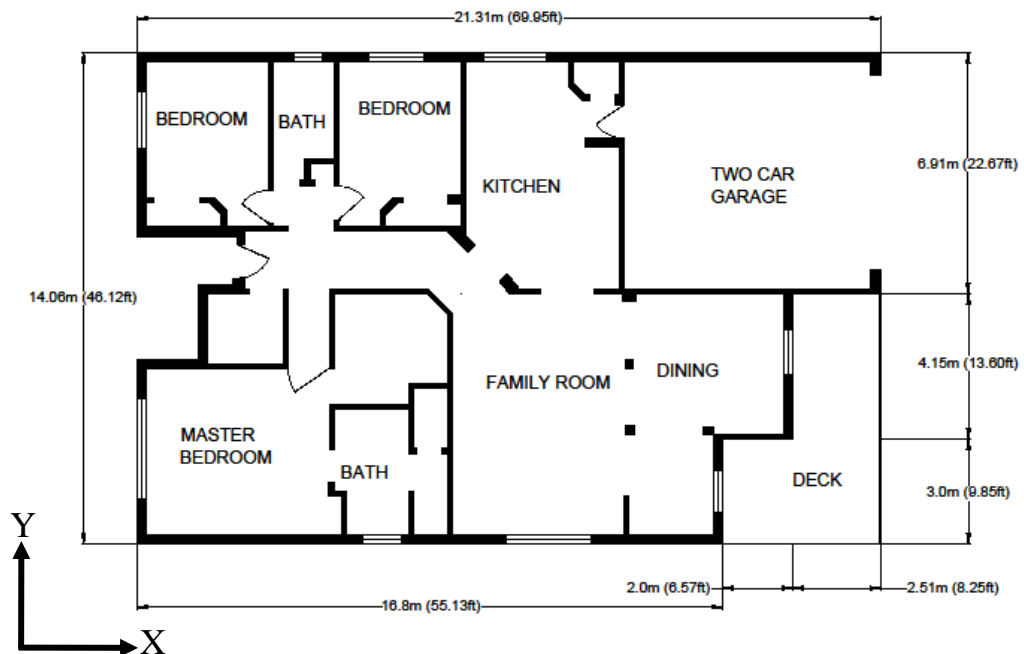 21.31m (69.95ft)
BEDROOM
BATH
BEDROOM
KITCHEN
TWO CAR
GARAGE
6.91m (22.67ft)
14.06m (46.12ft)
FAMILY ROOM
DINING
4.15m (13.60ft)
MASTER
BEDROOM
BATH
DECK
3.0m (9.85ft)
Y
X
2.0m (6.57ft)
2.51m (8.25ft)
16.8m (55.13ft)